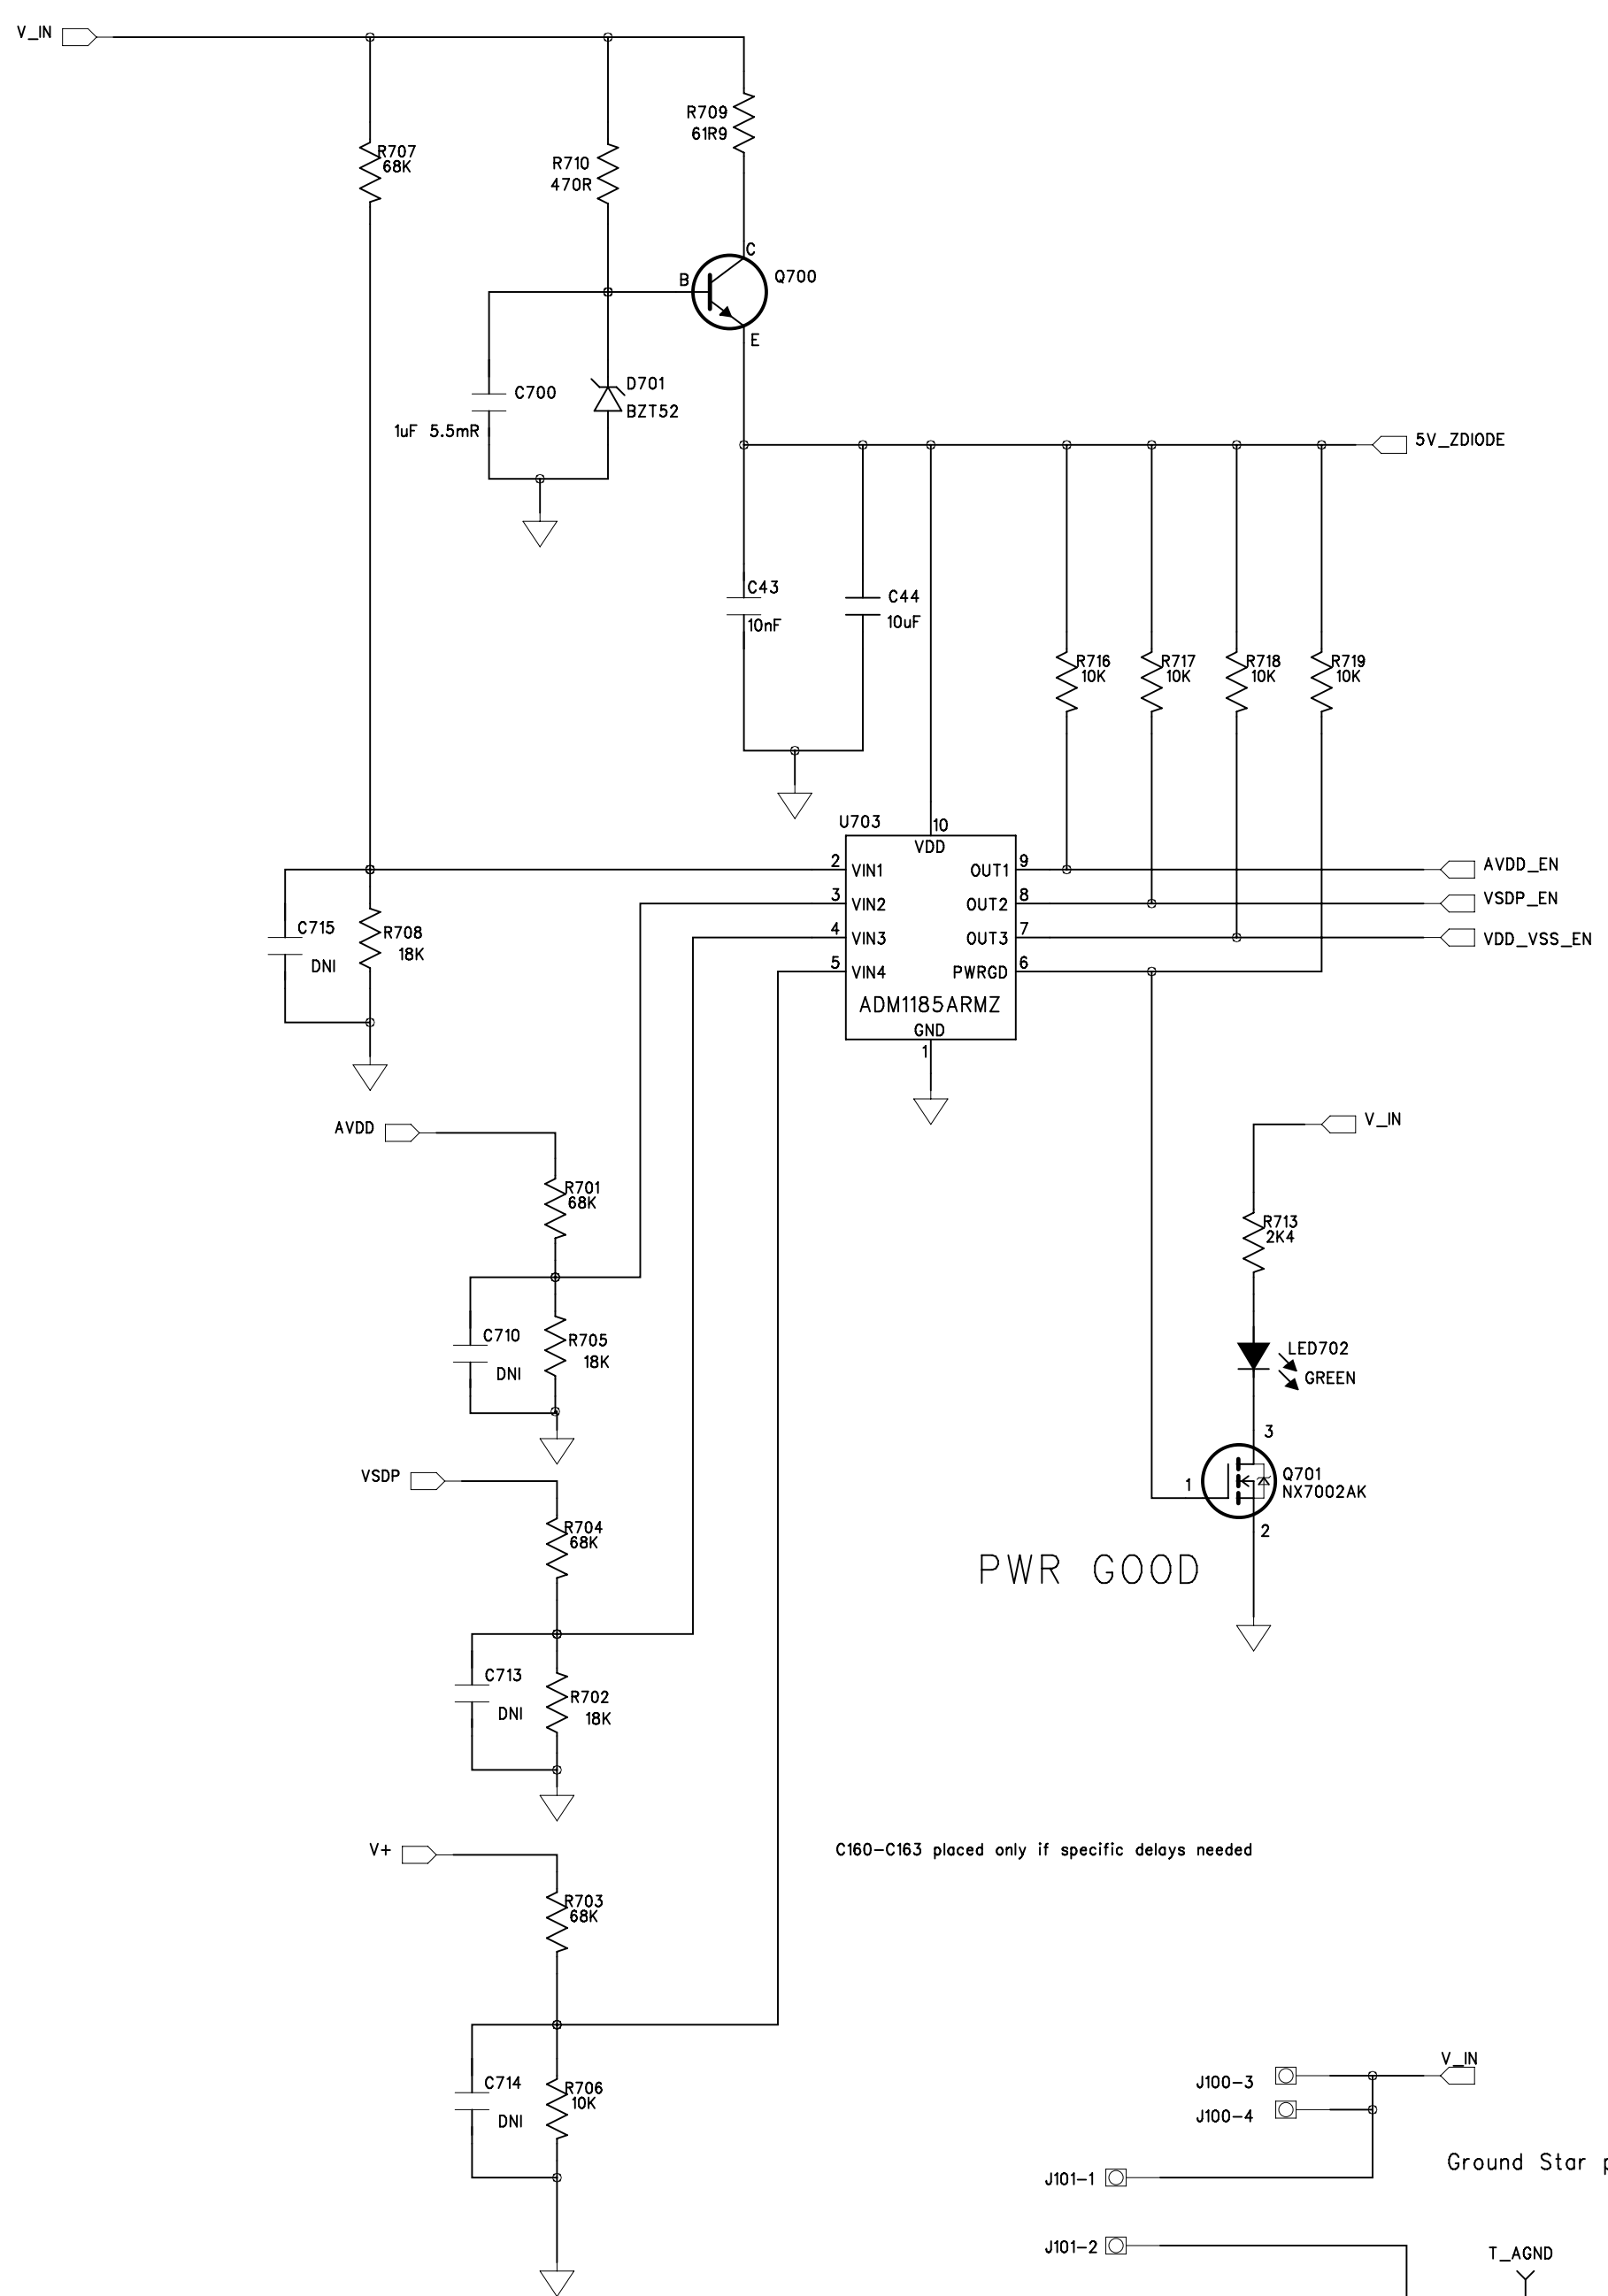 V_IN
R709
61R9
R707
68K
R710
470R
C
B
Q700
E
D701
BZT52
C700
1uF 5.5mR
5V_ZDIODE
C43
10nF
C44
10uF
R716
10K
R717
10K
R718
10K
R719
10K
U703
10
VDD
2
VIN1
OUT1
9
AVDD_EN
3
VIN2
OUT2
8
VSDP_EN
4
VIN3
OUT3
7
VDD_VSS_EN
5
VIN4
PWRGD
6
ADM1185ARMZ
GND
1
C715
DNI
R708
18K
AVDD
V_IN
R701
68K
R713
2K4
C710
DNI
R705
18K
LED702
GREEN
3
VSDP
Q701
NX7002AK
1
2
R704
68K
PWR GOOD
C713
DNI
R702
18K
V+
C160-C163 placed only if specific delays needed
R703
68K
V_IN
J100-3
J100-4
C714
DNI
R706
10K
Ground Star
J101-1
J101-2
T_AGND